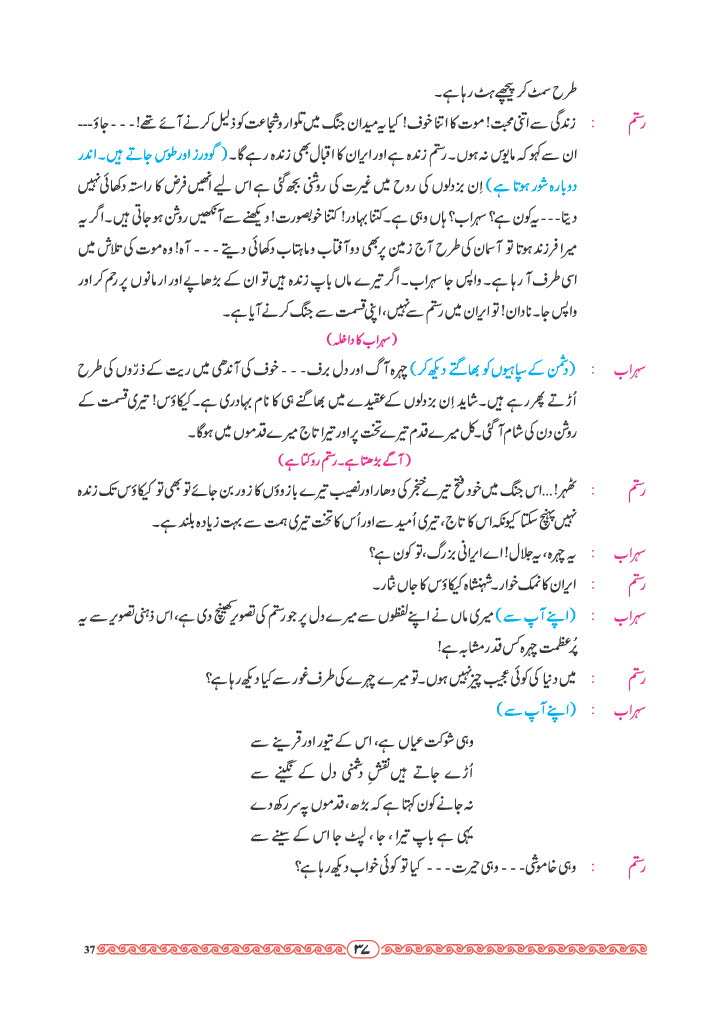 طرح سمٹ کر پیچھے ہٹ رہا ہے۔
رستم : زندگی سے اتنی محبت! موت کا اتنا خوف! کیا یہ میدان جنگ میں تلوار و شجاعت کو ذلیل کرنے آئے تھے! --- جاؤ ---
ان سے کہو کہ مایوس نہ ہوں۔ رستم زندہ ہے اور ایران کا اقبال بھی زندہ رہے گا۔ (گودرز اور طوس جاتے ہیں۔ اندر
دوبارہ شور ہوتا ہے) اِن بزدلوں کی روح میں غیرت کی روشنی بجھ گئی ہے اس لیے انھیں فرض کا راستہ دکھائی نہیں
دیتا --- یہ کون ہے؟ سہراب؟ ہاں وہی ہے۔ کتنا بہادر! کتنا خوبصورت! دیکھنے سے آنکھیں روشن ہو جاتی ہیں۔ اگر یہ
میرا فرزند ہوتا تو آسمان کی طرح آج زمین پر بھی دو آفتاب و ماہتاب دکھائی دیتے --- آہ! وہ موت کی تلاش میں
اسی طرف آ رہا ہے۔ واپس جا سہراب۔ اگر تیرے ماں باپ زندہ ہیں تو ان کے بڑھاپے اور ارمانوں پر رحم کر اور
واپس جا۔ نادان! تو ایران میں رستم سے نہیں، اپنی قسمت سے جنگ کرنے آیا ہے۔
(سہراب کا داخلہ)
سہراب : (دشمن کے سپاہیوں کو بھاگتے دیکھ کر) چہرہ آگ اور دل برف --- خوف کی آندھی میں ریت کے ذرّوں کی طرح
اُڑتے پھر رہے ہیں۔ شاید اِن بزدلوں کے عقیدے میں بھاگنے ہی کا نام بہادری ہے۔ کیکاؤس! تیری قسمت کے
روشن دن کی شام آگئی۔ کل میرے قدم تیرے تخت پر اور تیرا تاج میرے قدموں میں ہوگا۔
(آگے بڑھتا ہے۔ رستم روکتا ہے)
رستم : ٹھہر!... اس جنگ میں خود فتح تیرے خنجر کی دھار اور نصیب تیرے بازوؤں کا زور بن جائے تو بھی تو کیکاؤس تک زندہ
نہیں پہنچ سکتا کیونکہ اس کا تاج، تیری اُمید سے اور اُس کا تخت تیری ہمت سے بہت زیادہ بلند ہے۔
سہراب : یہ چہرہ، یہ جلال! اے ایرانی بزرگ، تو کون ہے؟
رستم : ایران کا نمک خوار۔ شہنشاہ کیکاؤس کا جاں نثار۔
سہراب : (اپنے آپ سے) میری ماں نے اپنے لفظوں سے میرے دل پر جو رستم کی تصویر کھینچ دی ہے، اس ذہنی تصویر سے یہ
پُر عظمت چہرہ کس قدر مشابہ ہے!
رستم : میں دنیا کی کوئی عجیب چیز نہیں ہوں۔ تو میرے چہرے کی طرف غور سے کیا دیکھ رہا ہے؟
سہراب : (اپنے آپ سے)
وہی شوکت عیاں ہے، اس کے تیور اور قرینے سے
اُڑے جاتے ہیں نقشِ دشمنی دل کے نگینے سے
نہ جانے کون کہتا ہے کہ بڑھ، قدموں پہ سر رکھ دے
یہی ہے باپ تیرا، جا، لپٹ جا اس کے سینے سے
رستم : وہی خاموشی --- وہی حیرت --- کیا تو کوئی خواب دیکھ رہا ہے؟
37 ۳۷